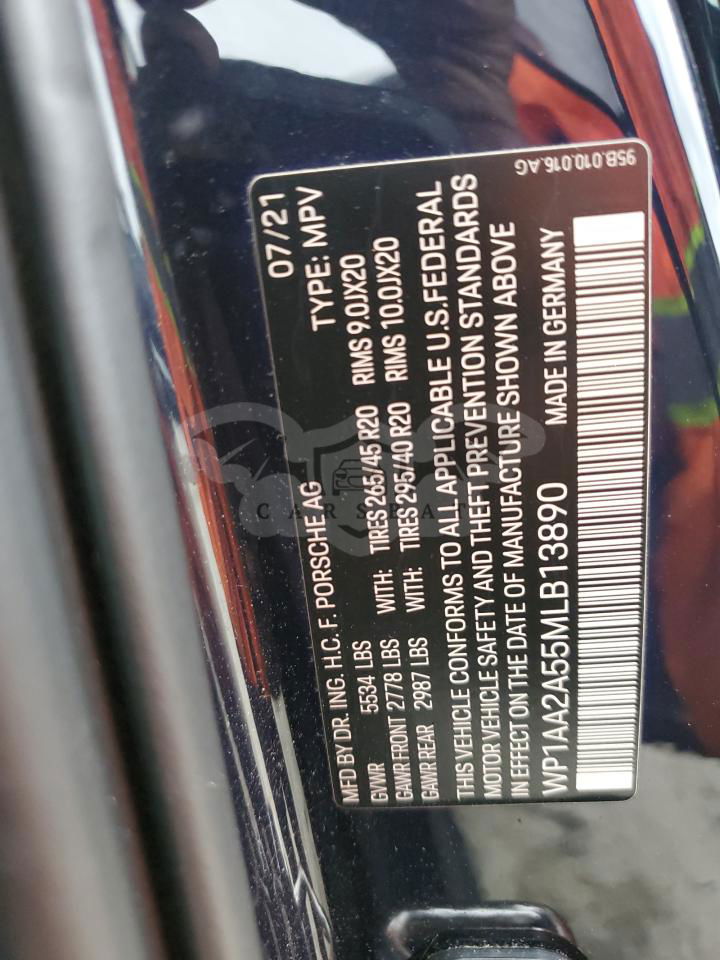 95B.010.016.AG
07/21
MFD BY DR. ING. H.C. F. PORSCHE AG TYPE: MPV
GVWR 5534 LBS
GAWR FRONT 2778 LBS WITH: TIRES 265/45 R20 RIMS 9.0JX20
GAWR REAR 2987 LBS WITH: TIRES 295/40 R20 RIMS 10.0JX20
THIS VEHICLE CONFORMS TO ALL APPLICABLE U.S. FEDERAL
MOTOR VEHICLE SAFETY AND THEFT PREVENTION STANDARDS
IN EFFECT ON THE DATE OF MANUFACTURE SHOWN ABOVE
WP1AA2A55MLB13890 MADE IN GERMANY